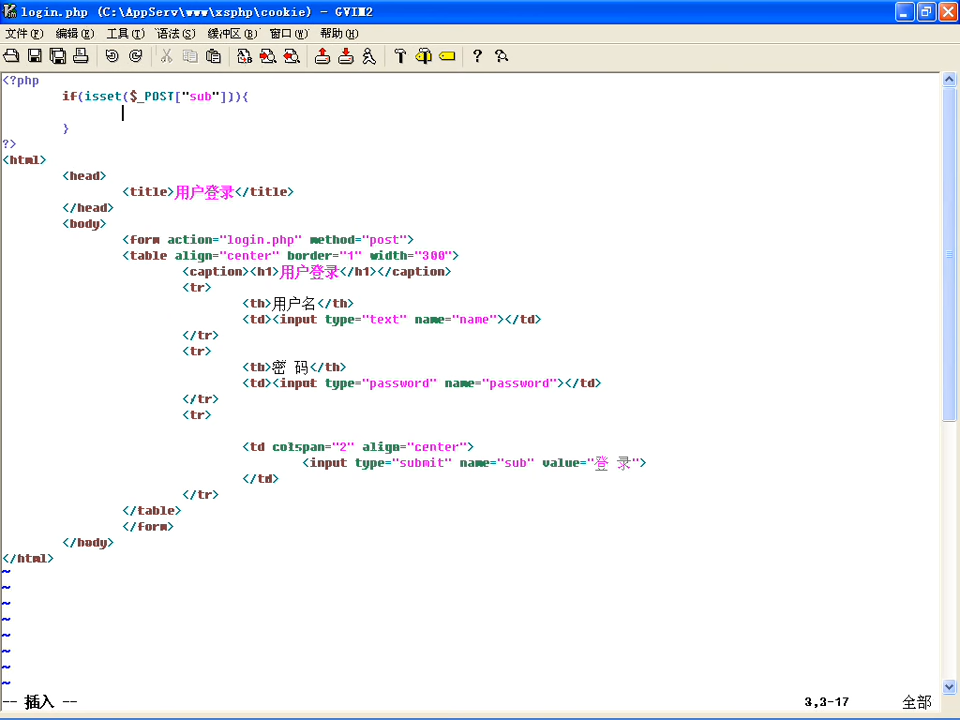 login.php (C:\AppServ\www\xsphp\cookie) - GVIM2
文件(F) 编辑(E) 工具(T) 语法(S) 缓冲区(B) 窗口(W) 帮助(H)
<?php
if(isset($_POST["sub"])){
}
?>
<html>
<head>
<title>用户登录</title>
</head>
<body>
<form action="login.php" method="post">
<table align="center" border="1" width="300">
<caption><h1>用户登录</h1></caption>
<tr>
<th>用户名</th>
<td><input type="text" name="name"></td>
</tr>
<tr>
<th>密 码</th>
<td><input type="password" name="password"></td>
</tr>
<tr>
<td colspan="2" align="center">
<input type="submit" name="sub" value="登 录">
</td>
</tr>
</table>
</form>
</body>
</html>
~
~
~
~
~
~
~
~
-- 插入 -- 3,3-17 全部